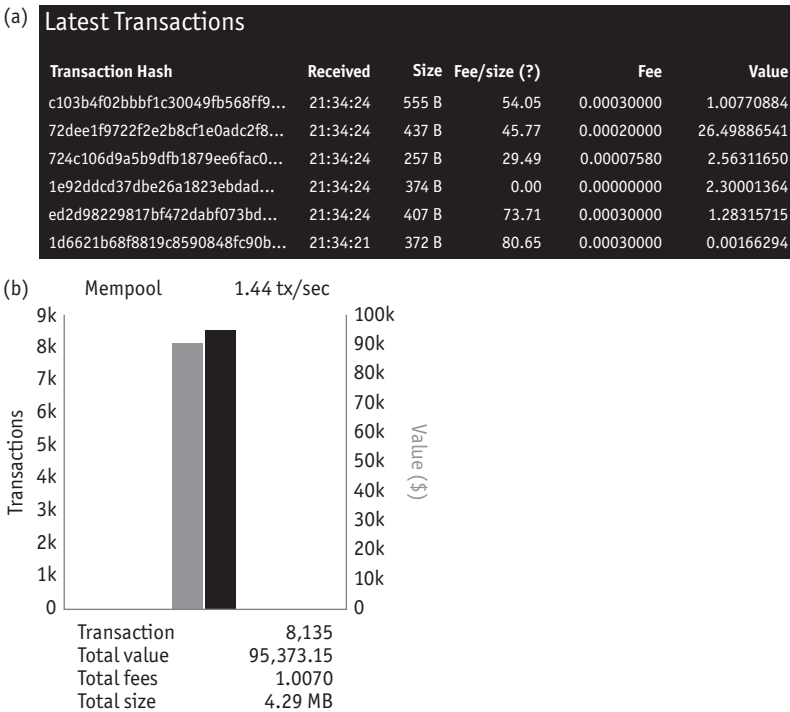 (a)
Latest Transactions
Transaction Hash Received Size Fee/size (?) Fee Value
c103b4f02bbbf1c30049fb568ff9... 21:34:24 555 B 54.05 0.00030000 1.00770884
72dee1f9722f2e2b8cf1e0adc2f8... 21:34:24 437 B 45.77 0.00020000 26.49886541
724c106d9a5b9dfb1879ee6fac0... 21:34:24 257 B 29.49 0.00007580 2.56311650
1e92ddcd37dbe26a1823ebdad... 21:34:24 374 B 0.00 0.00000000 2.30001364
ed2d98229817bf472dabf073bd... 21:34:24 407 B 73.71 0.00030000 1.28315715
1d6621b68f8819c8590848fc90b... 21:34:21 372 B 80.65 0.00030000 0.00166294
(b)
Mempool 1.44 tx/sec
Transactions
9k
8k
7k
6k
5k
4k
3k
2k
1k
0
100k
90k
80k
70k
60k
50k
40k
30k
20k
10k
0
Value ($)
Transaction 8,135
Total value 95,373.15
Total fees 1.0070
Total size 4.29 MB